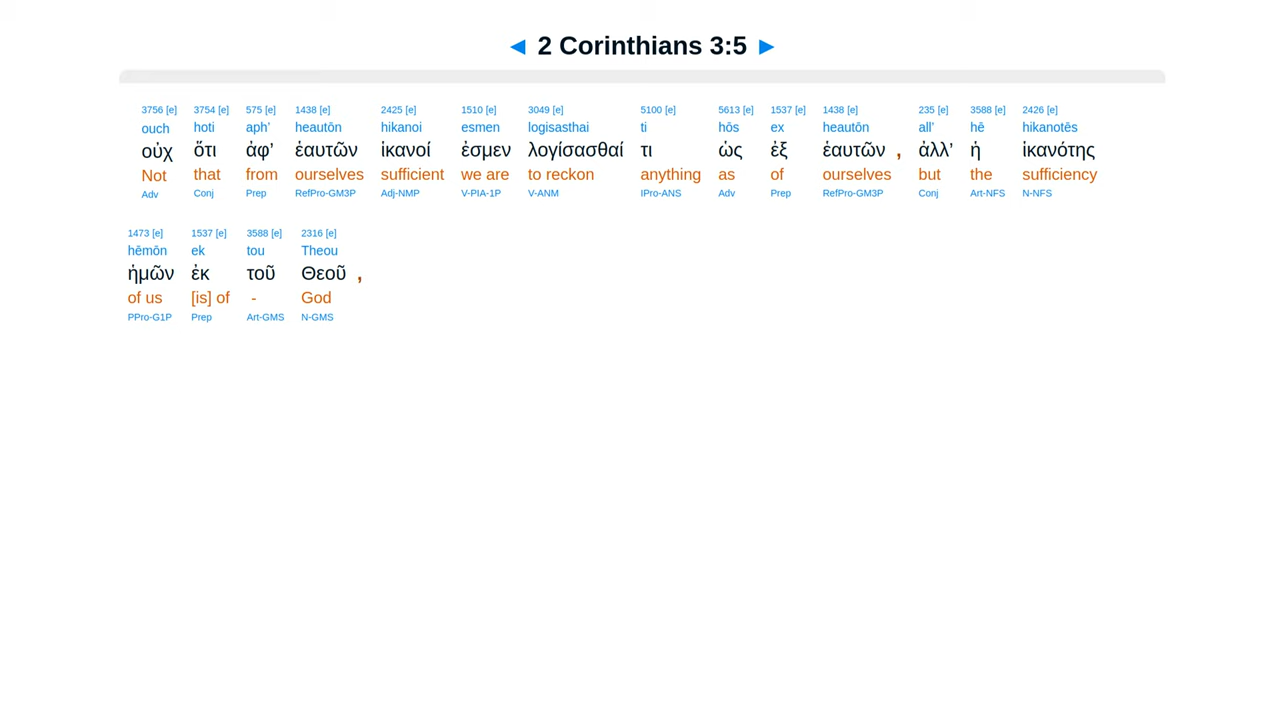 ◄ 2 Corinthians 3:5 ►
3756 [e] 3754 [e] 575 [e] 1438 [e] 2425 [e] 1510 [e] 3049 [e] 5100 [e] 5613 [e] 1537 [e] 1438 [e] 235 [e] 3588 [e] 2426 [e]
ouch hoti aph’ heautōn hikanoi esmen logisasthai ti hōs ex heautōn all’ hē hikanotēs
οὐχ ὅτι ἀφ’ ἑαυτῶν ἱκανοί ἐσμεν λογίσασθαί τι ὡς ἐξ ἑαυτῶν , ἀλλ’ ἡ ἱκανότης
Not that from ourselves sufficient we are to reckon anything as of ourselves but the sufficiency
Adv Conj Prep RefPro-GM3P Adj-NMP V-PIA-1P V-ANM IPro-ANS Adv Prep RefPro-GM3P Conj Art-NFS N-NFS
1473 [e] 1537 [e] 3588 [e] 2316 [e]
hēmōn ek tou Theou
ἡμῶν ἐκ τοῦ Θεοῦ ,
of us [is] of - God
PPro-G1P Prep Art-GMS N-GMS